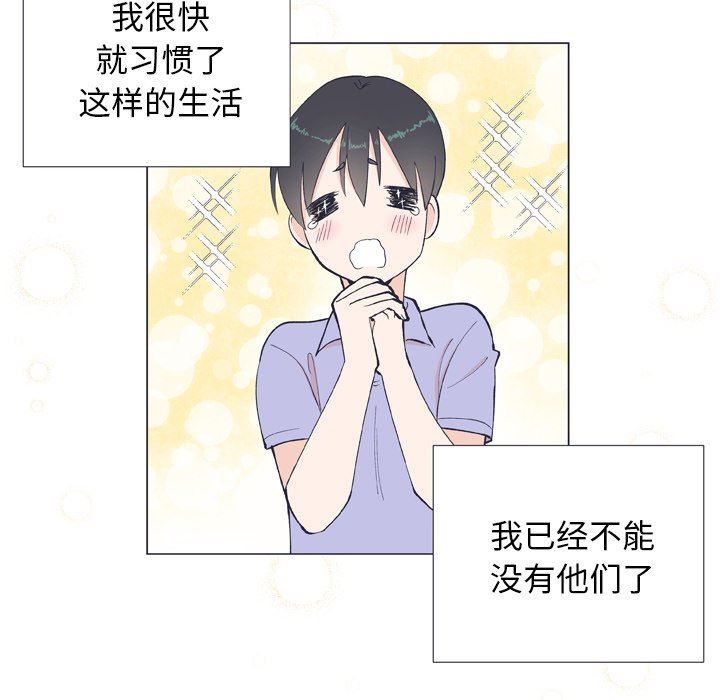 我很快
就习惯了
这样的生活
我已经不能
没有他们了